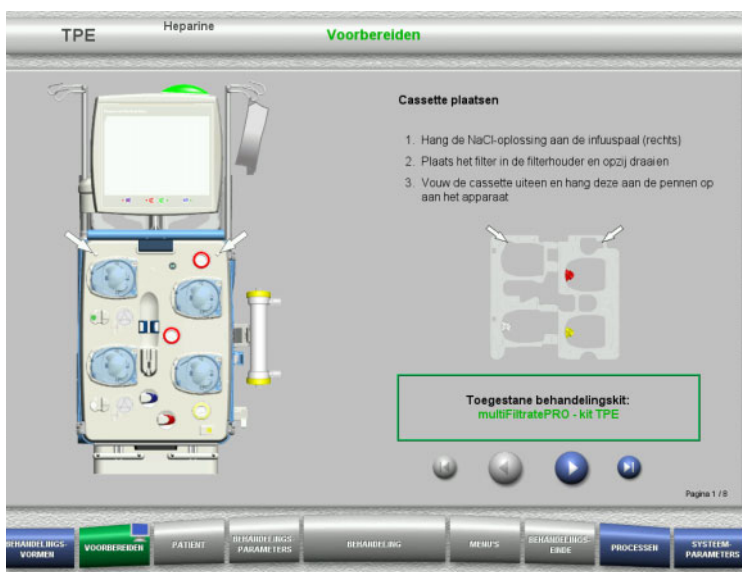 TPE
Heparine
Voorbereiden
Cassette plaatsen
1. Hang de NaCl-oplossing aan de infuuspaal (rechts)
2. Plaats het filter in de filterhouder en opzij draaien
3. Vouw de cassette uiteen en hang deze aan de pennen op
aan het apparaat
Toegestane behandelingskit:
multiFiltratePRO - kit TPE
Pagina 1 / 8
BEHANDELINGS-
VORMEN
VOORBEREIDEN
PATIËNT
BEHANDELINGS-
PARAMETERS
BEHANDELING
MENU'S
BEHANDELINGS-
EINDE
PROCESSEN
SYSTEEM-
PARAMETERS